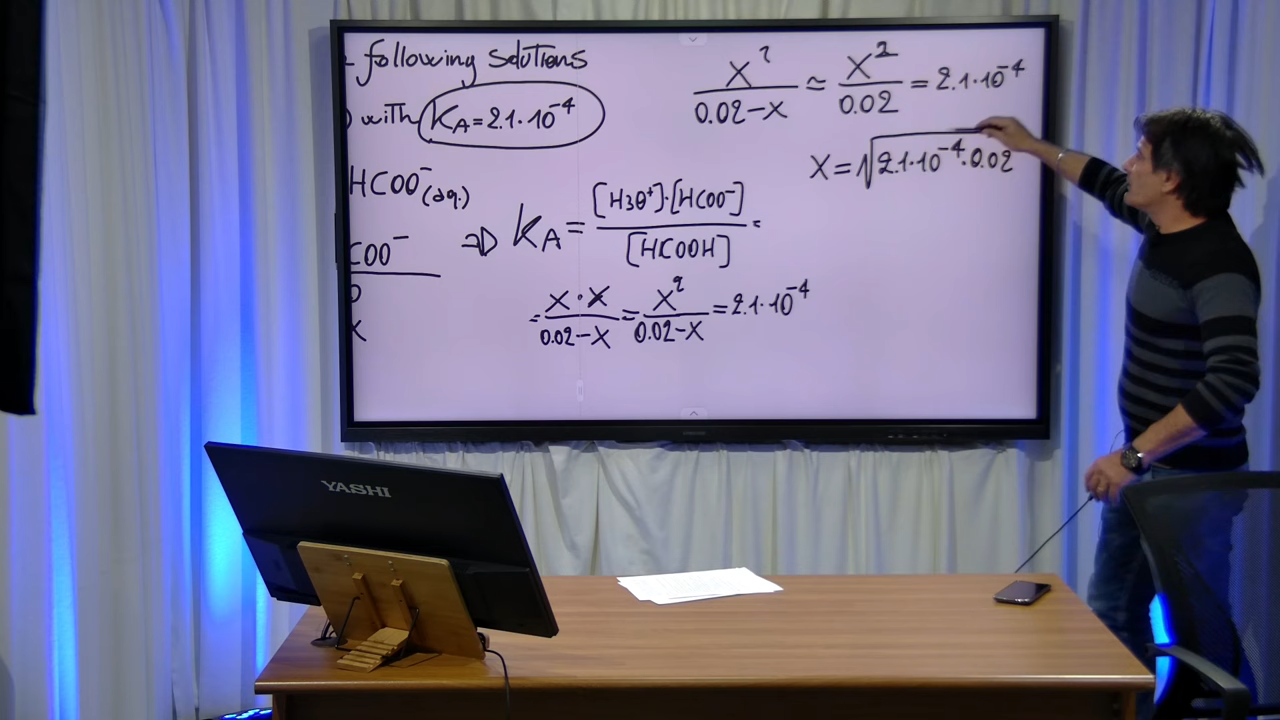 following solutions
) with K_A = 2.1·10^-4
HCOO^-(aq.)
COO^- ⇒ K_A = [H3O^+]·[HCOO^-] / [HCOOH] =
= X·X / 0.02-X = X^2 / 0.02-X = 2.1·10^-4
X^2 / 0.02-X ≃ X^2 / 0.02 = 2.1·10^-4
X = √2.1·10^-4·0.02
YASHI